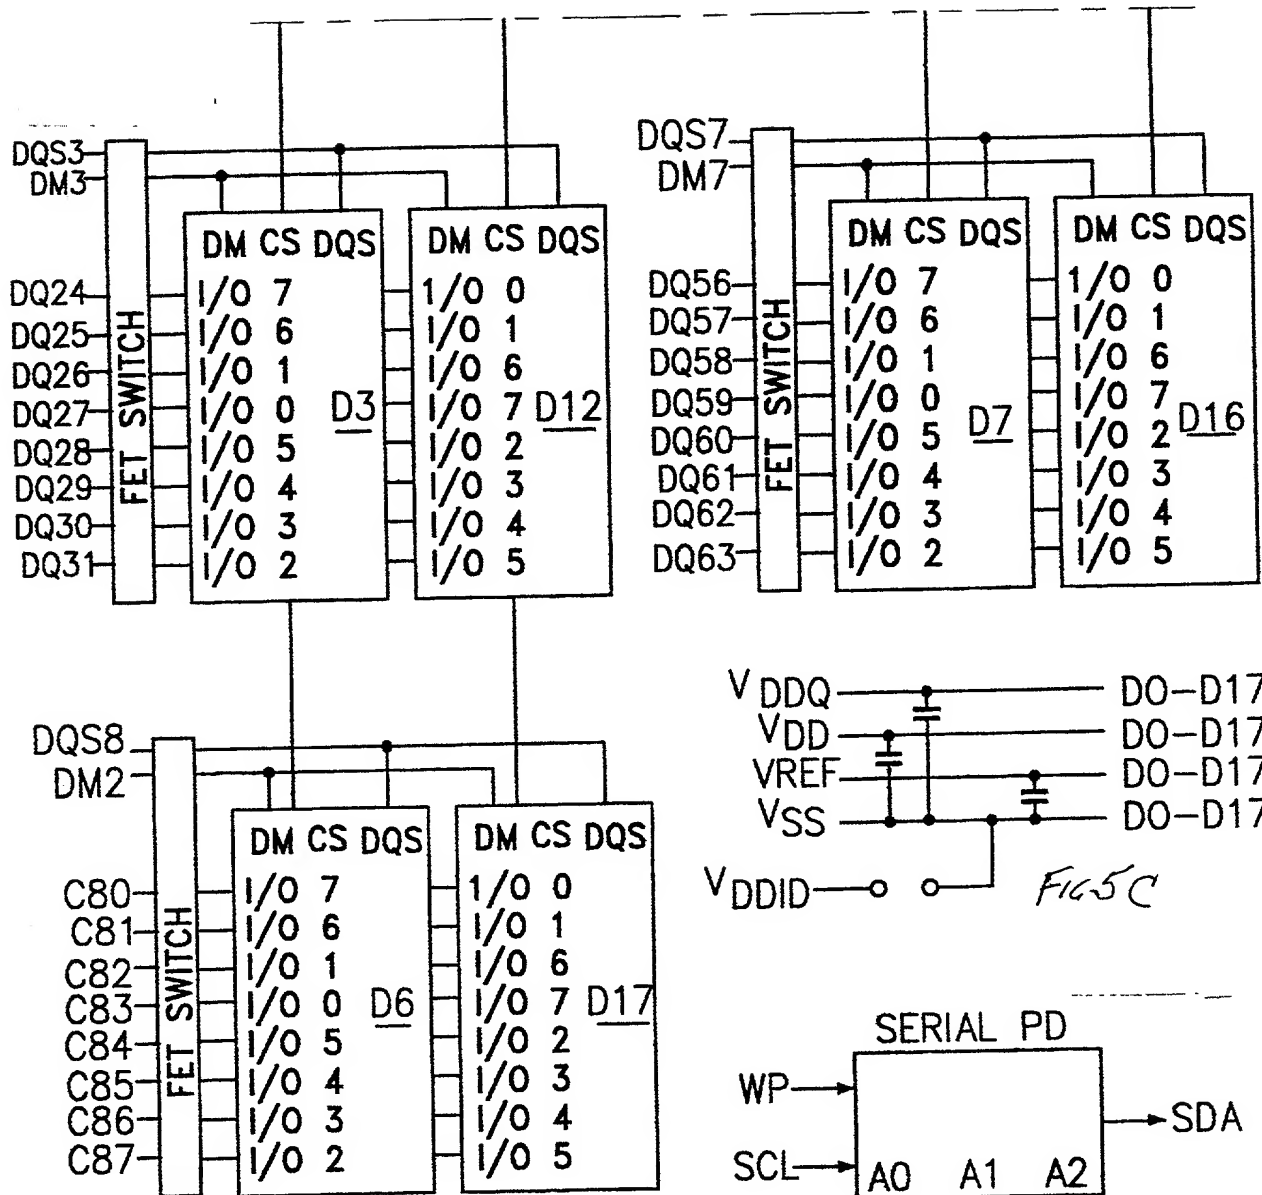 DQS3
DM3
DM CS DQS
DM CS DQS
DQ24
DQ25
DQ26
DQ27
DQ28
DQ29
DQ30
DQ31
FET SWITCH
I/O 7
I/O 6
I/O 1
I/O 0
I/O 5
I/O 4
I/O 3
I/O 2
D3
1/O 0
I/O 1
I/O 6
I/O 7
I/O 2
I/O 3
I/O 4
I/O 5
D12
DQS7
DM7
DM CS DQS
DM CS DQS
DQ56
DQ57
DQ58
DQ59
DQ60
DQ61
DQ62
DQ63
FET SWITCH
I/O 7
I/O 6
I/O 1
I/O 0
I/O 5
I/O 4
I/O 3
I/O 2
D7
1/O 0
I/O 1
I/O 6
I/O 7
I/O 2
I/O 3
I/O 4
I/O 5
D16
DQS8
DM2
DM CS DQS
DM CS DQS
C80
C81
C82
C83
C84
C85
C86
C87
FET SWITCH
I/O 7
I/O 6
I/O 1
I/O 0
I/O 5
I/O 4
I/O 3
I/O 2
D6
1/O 0
I/O 1
I/O 6
I/O 7
I/O 2
I/O 3
I/O 4
I/O 5
D17
VDDQ DO-D17
VDD DO-D17
VREF DO-D17
VSS DO-D17
VDDID
FIG 5C
SERIAL PD
WP
SCL
A0 A1 A2
SDA